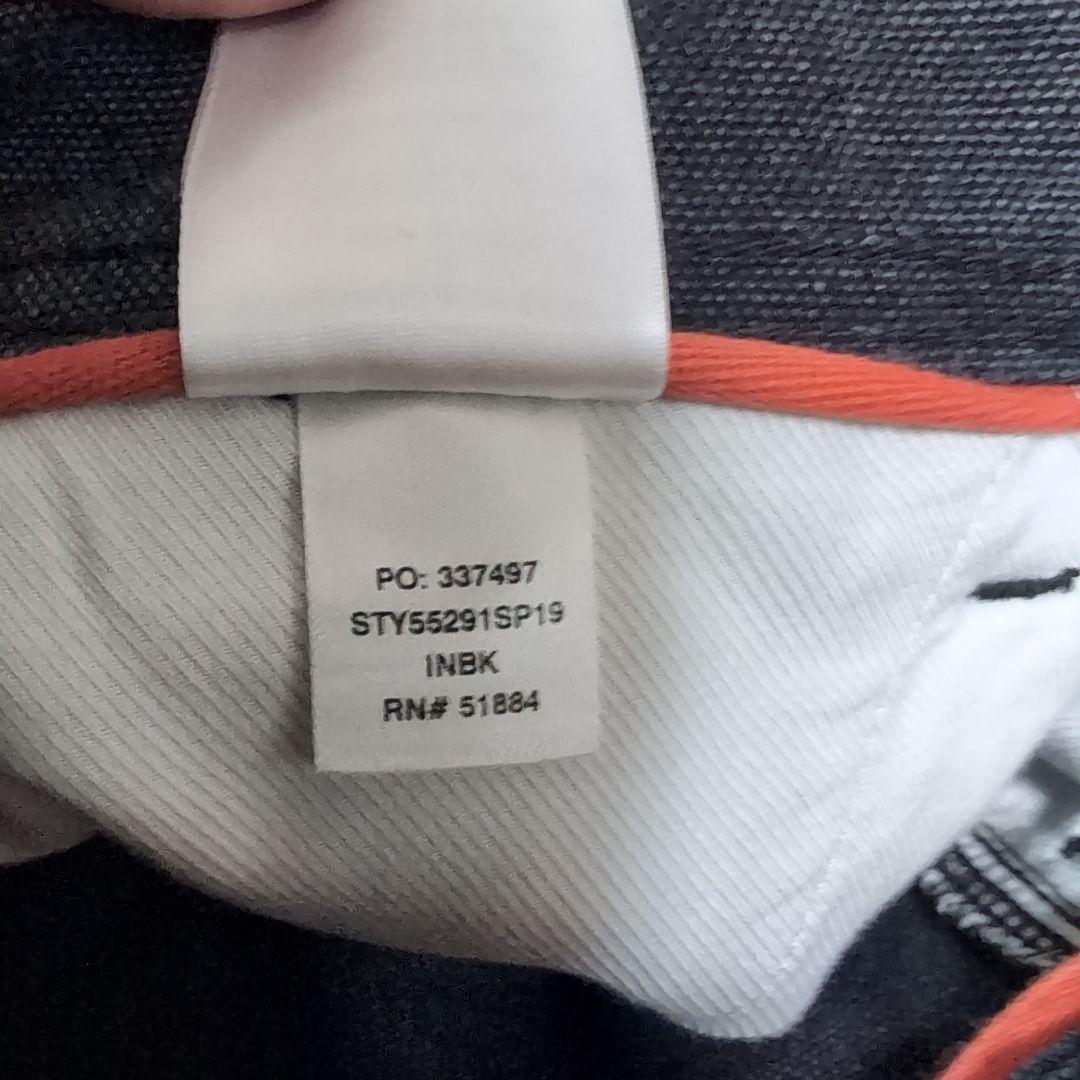 PO: 337497
STY55291SP19
INBK
RN# 51884